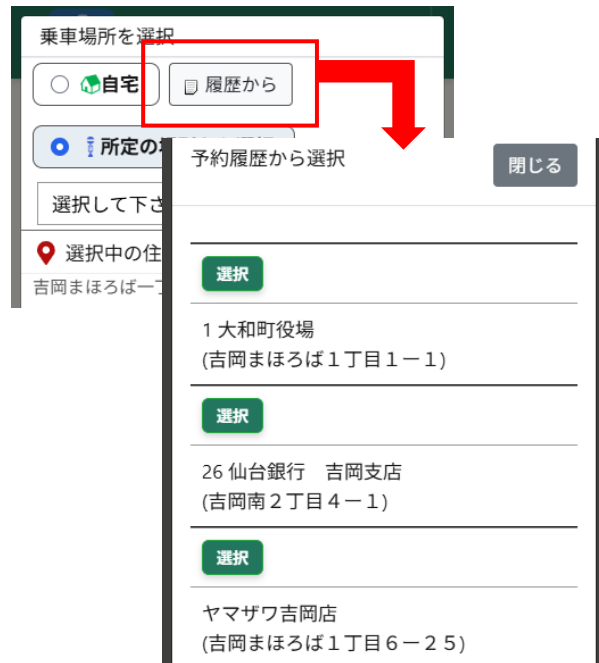 乗車場所を選択
自宅
履歴から
所定の
選択して下さ
選択中の住
吉岡まほろば一丁
予約履歴から選択
閉じる
選択
1 大和町役場
(吉岡まほろば１丁目１ー１)
選択
26 仙台銀行　吉岡支店
(吉岡南２丁目４ー１)
選択
ヤマザワ吉岡店
(吉岡まほろば１丁目６ー２５)